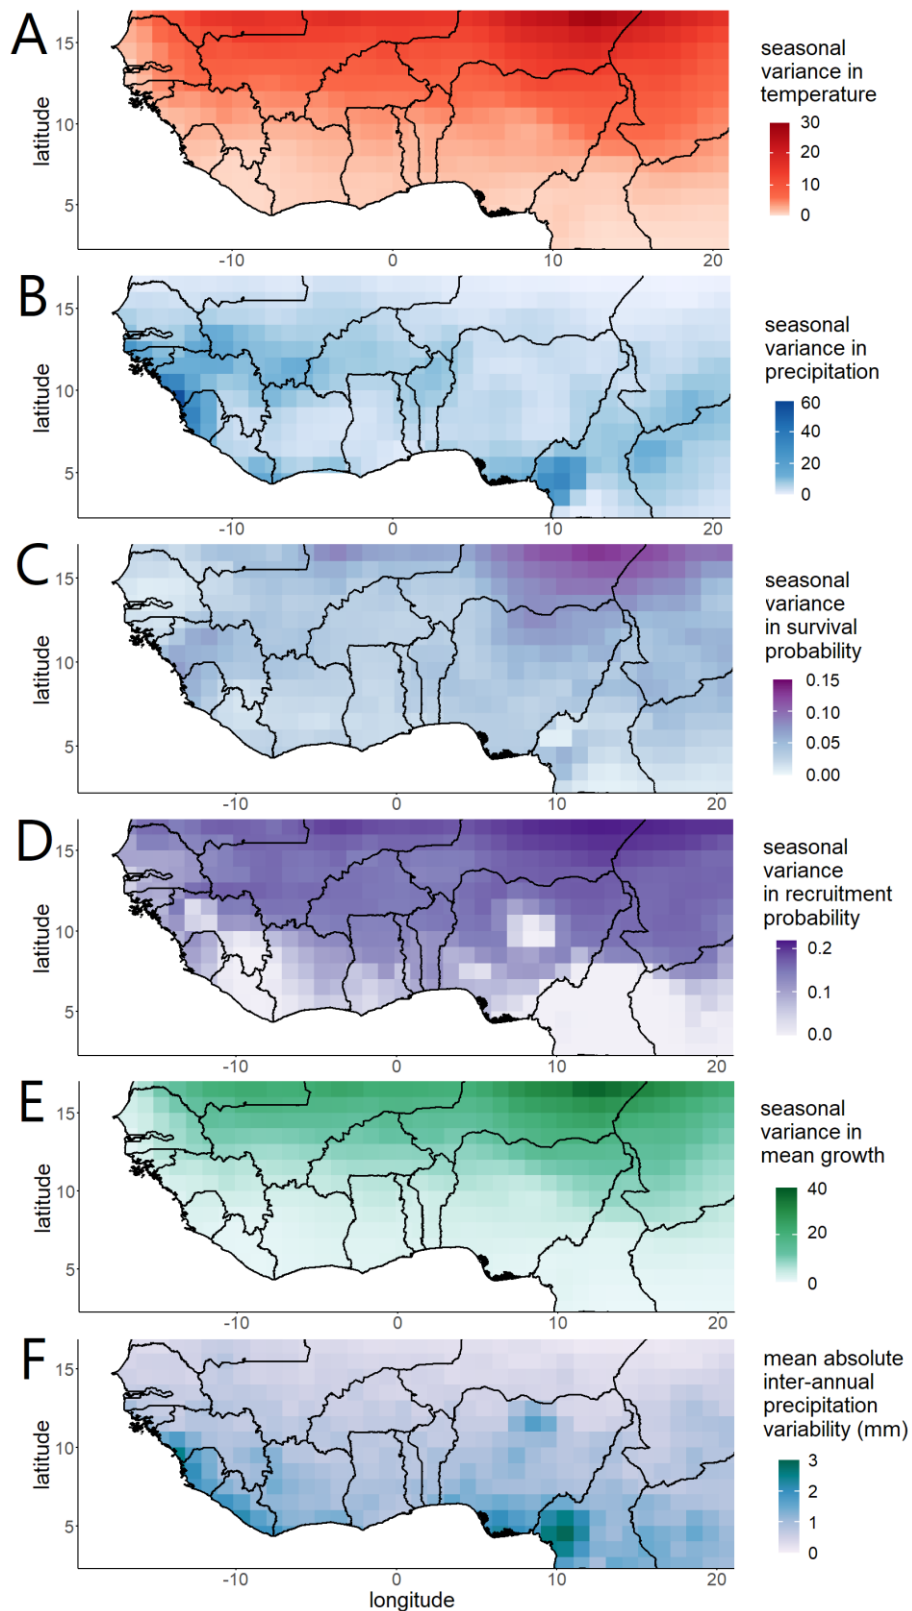 A
15
10
5
latitude
-10
0
10
20
seasonal
variance in
temperature
30
20
10
0
B
15
10
5
latitude
-10
0
10
20
seasonal
variance in
precipitation
60
40
20
0
C
15
10
5
latitude
-10
0
10
20
seasonal
variance
in survival
probability
0.15
0.10
0.05
0.00
D
15
10
5
latitude
-10
0
10
20
seasonal
variance
in recruitment
probability
0.2
0.1
0.0
E
15
10
5
latitude
-10
0
10
20
seasonal
variance in
mean growth
40
20
0
F
15
10
5
latitude
-10
0
10
20
longitude
mean absolute
inter-annual
precipitation
variability (mm)
3
2
1
0